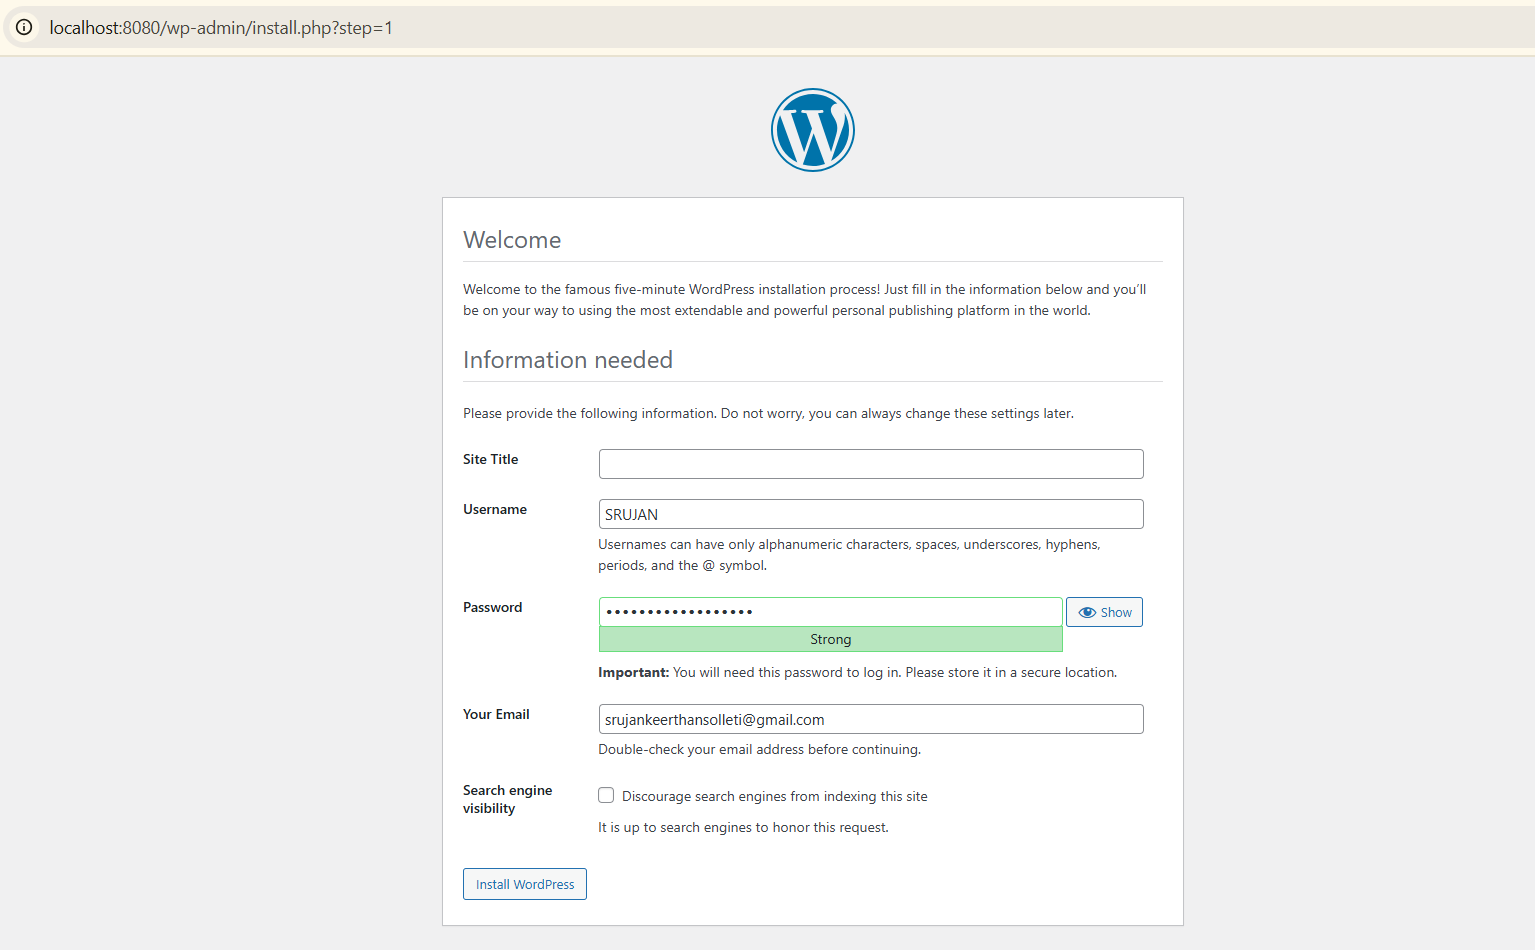 localhost:8080/wp-admin/install.php?step=1
Welcome
Welcome to the famous five-minute WordPress installation process! Just fill in the information below and you’ll
be on your way to using the most extendable and powerful personal publishing platform in the world.
Information needed
Please provide the following information. Do not worry, you can always change these settings later.
Site Title
Username
SRUJAN
Usernames can have only alphanumeric characters, spaces, underscores, hyphens,
periods, and the @ symbol.
Password
•••••••••••••••••• Show
Strong
Important: You will need this password to log in. Please store it in a secure location.
Your Email
srujankeerthansolleti@gmail.com
Double-check your email address before continuing.
Search engine
visibility
Discourage search engines from indexing this site
It is up to search engines to honor this request.
Install WordPress